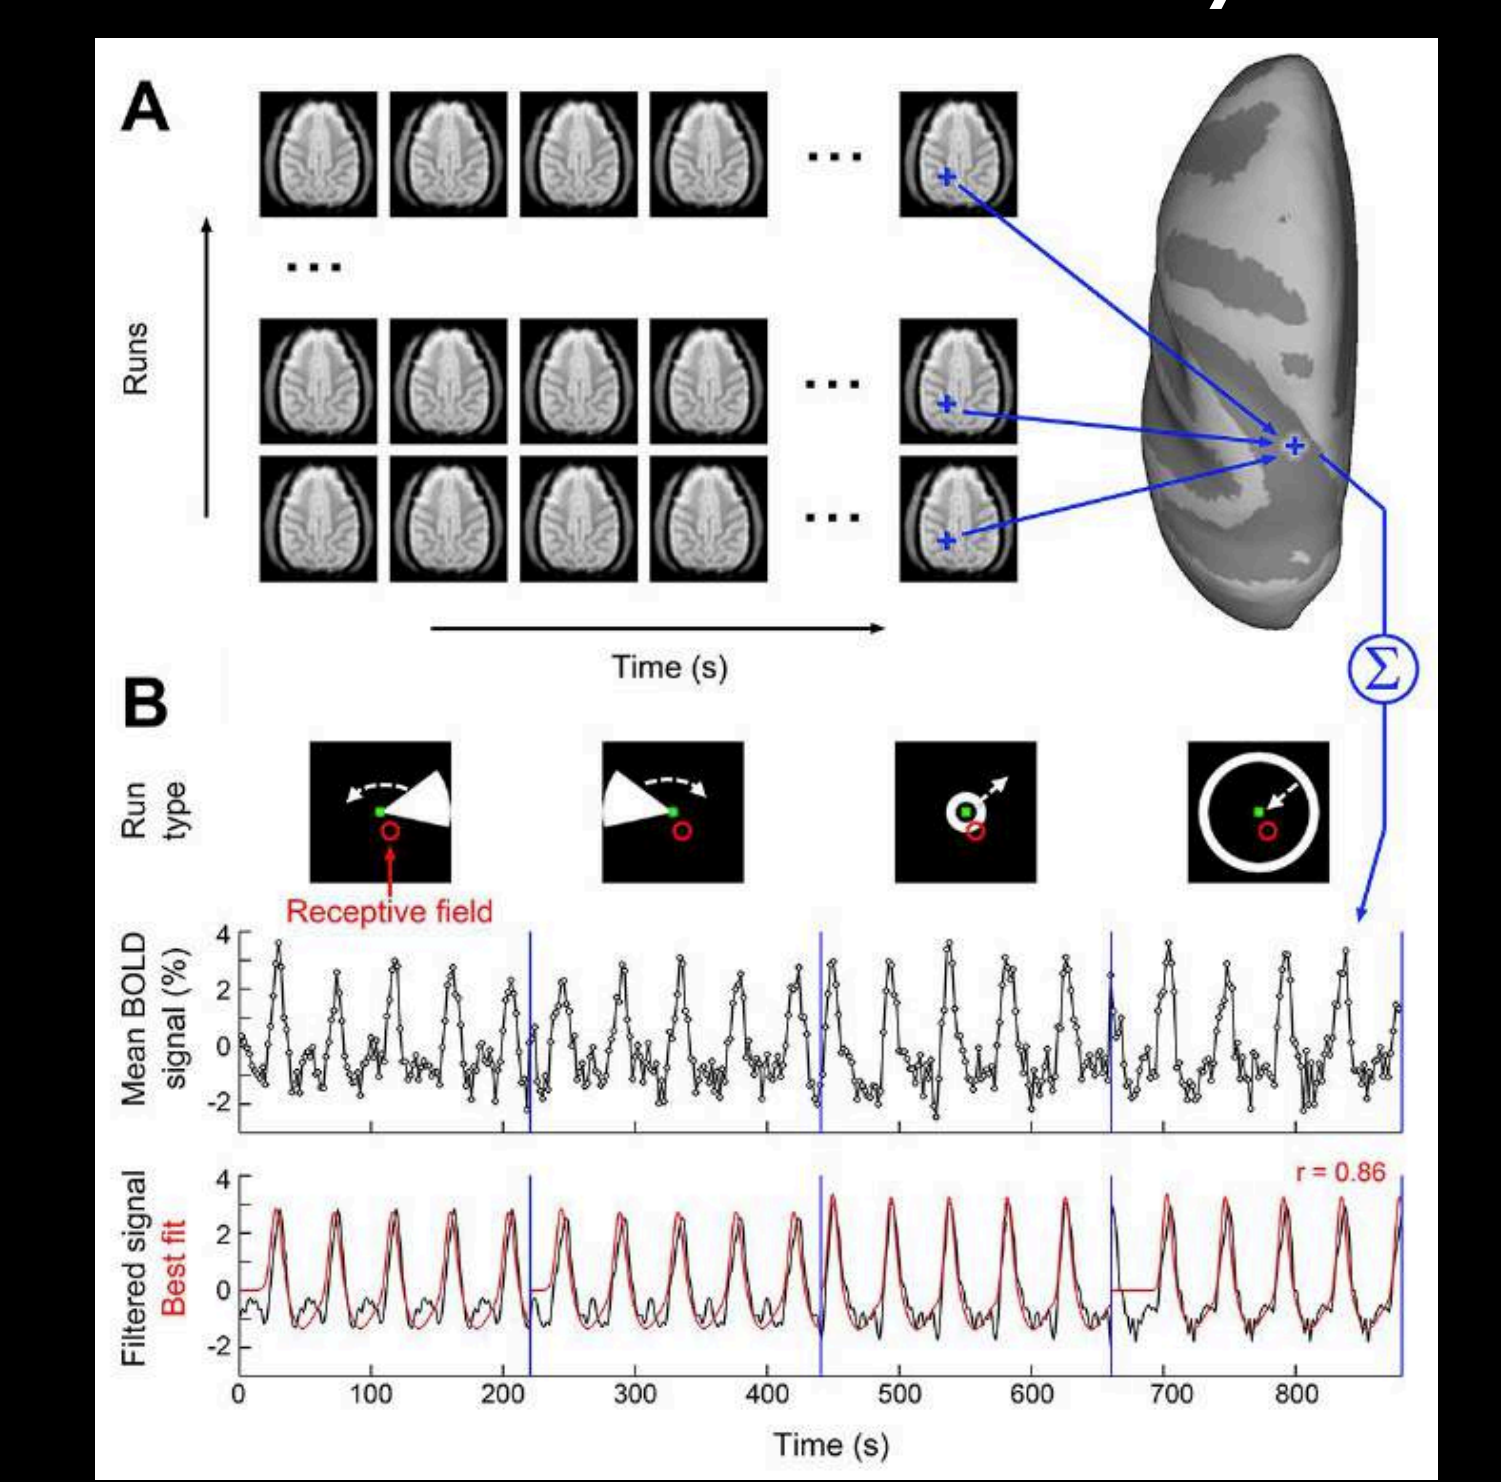 A
Runs
Time (s)
Σ
B
Run
type
Receptive field
Mean BOLD
signal (%)
4
2
0
-2
Filtered signal
Best fit
4
2
0
-2
r = 0.86
0 100 200 300 400 500 600 700 800
Time (s)